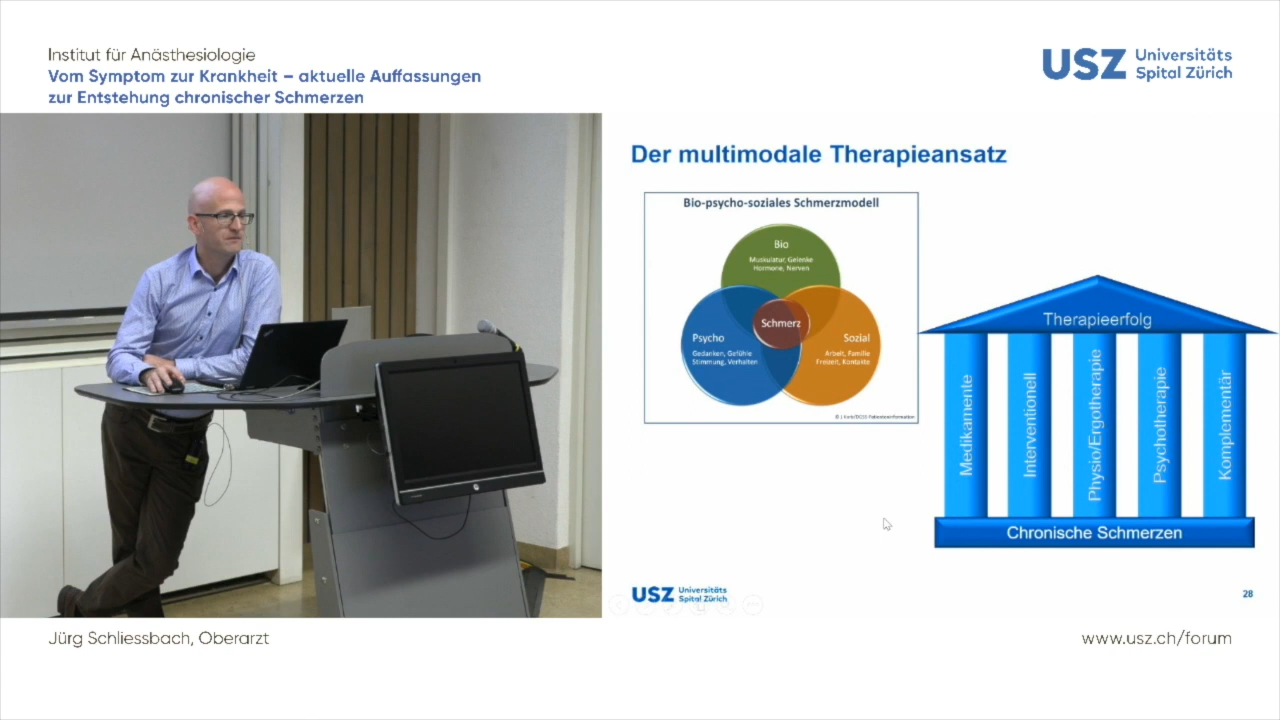 Institut für Anästhesiologie
Vom Symptom zur Krankheit – aktuelle Auffassungen
zur Entstehung chronischer Schmerzen
USZ Universitäts
Spital Zürich
Der multimodale Therapieansatz
Bio-psycho-soziales Schmerzmodell
Bio
Muskulatur, Gelenke
Hormone, Nerven
Schmerz
Psycho
Gedanken, Gefühle
Stimmung, Verhalten
Sozial
Arbeit, Familie
Freizeit, Kontakte
Therapieerfolg
Medikamente
Interventionell
Physio/Ergotherapie
Psychotherapie
Komplementär
Chronische Schmerzen
USZ Universitäts
Spital Zürich
28
Jürg Schliessbach, Oberarzt
www.usz.ch/forum